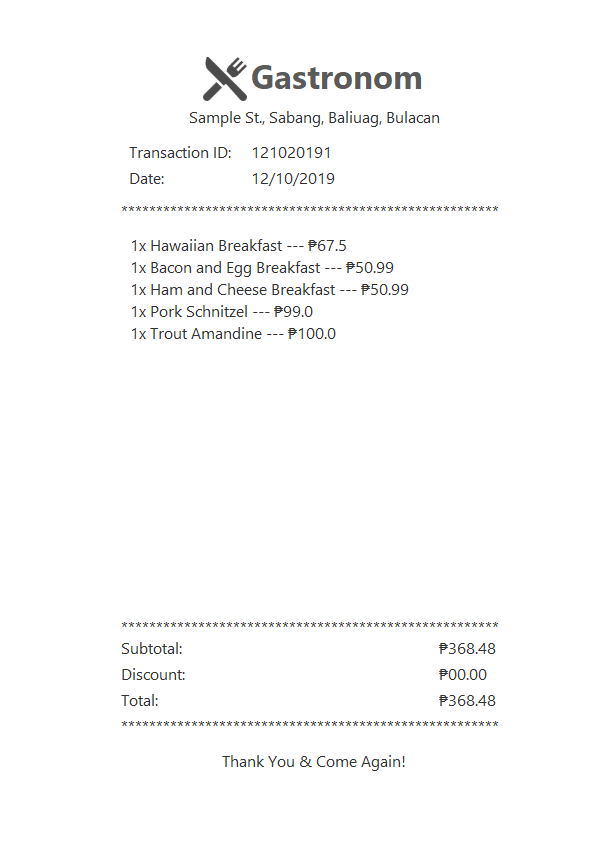 Gastronom
Sample St., Sabang, Baliuag, Bulacan
Transaction ID: 121020191
Date: 12/10/2019
******************************************************
1x Hawaiian Breakfast --- ₱67.5
1x Bacon and Egg Breakfast --- ₱50.99
1x Ham and Cheese Breakfast --- ₱50.99
1x Pork Schnitzel --- ₱99.0
1x Trout Amandine --- ₱100.0
******************************************************
Subtotal: ₱368.48
Discount: ₱00.00
Total: ₱368.48
******************************************************
Thank You & Come Again!